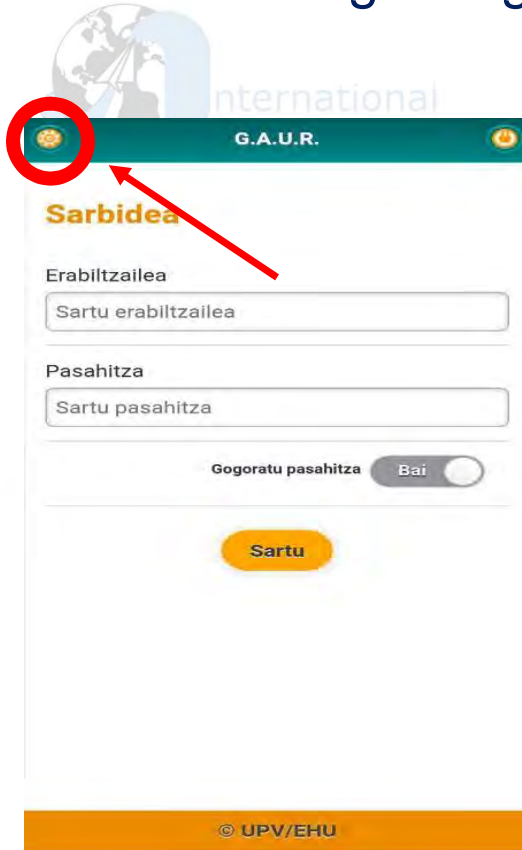 nternational
G.A.U.R.
Sarbidea
Erabiltzailea
Sartu erabiltzailea
Pasahitza
Sartu pasahitza
Gogoratu pasahitza Bai
Sartu
© UPV/EHU